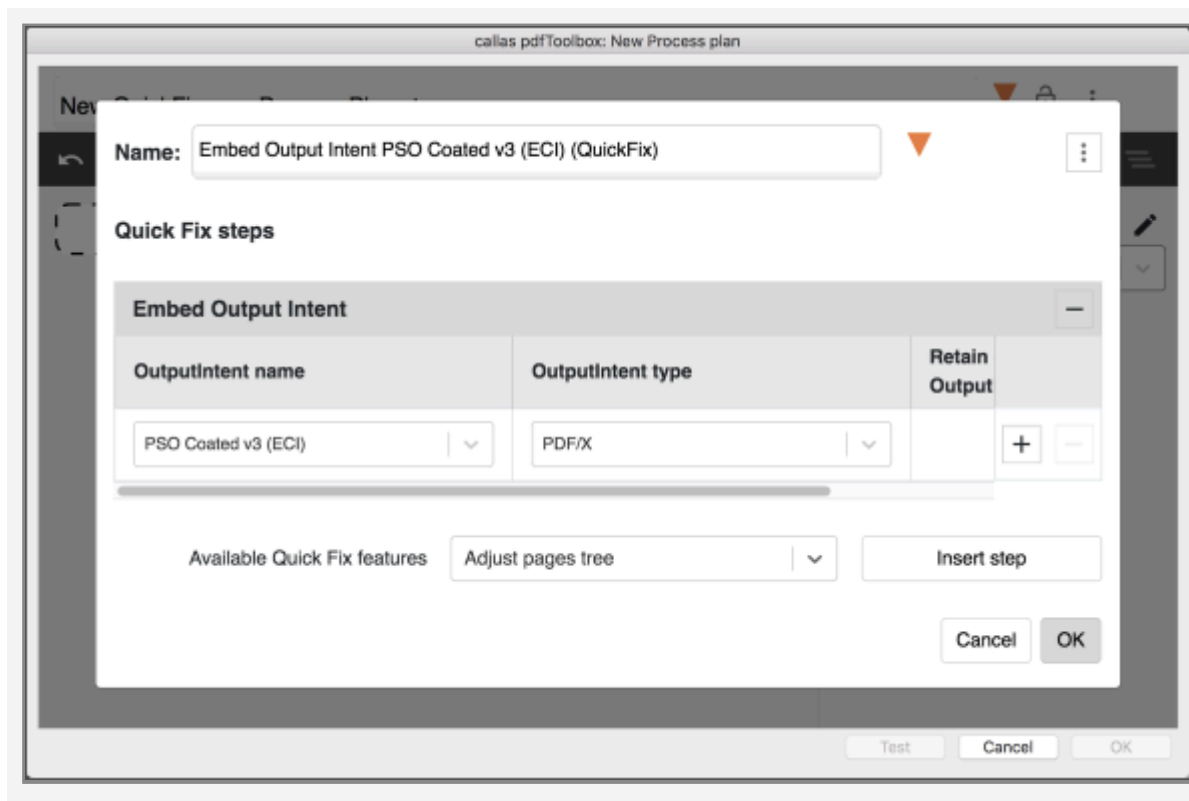 callas pdfToolbox: New Process plan
New
Name: Embed Output Intent PSO Coated v3 (ECI) (QuickFix)
Quick Fix steps
Embed Output Intent
OutputIntent name OutputIntent type Retain
Output
PSO Coated v3 (ECI) PDF/X
Available Quick Fix features Adjust pages tree Insert step
Cancel OK
Test Cancel OK